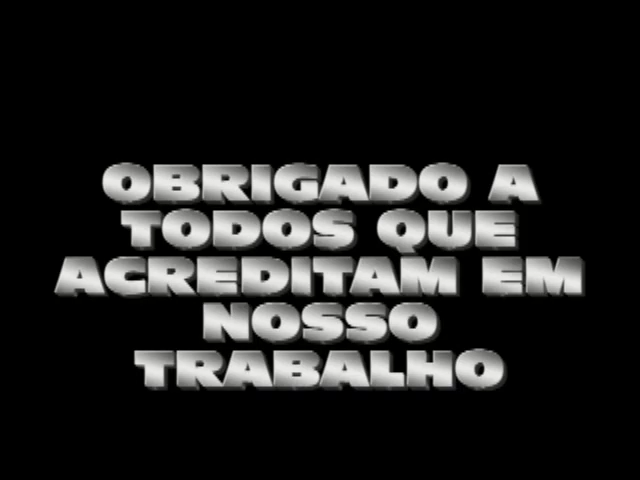 OBRIGADO A
TODOS QUE
ACREDITAM EM
NOSSO
TRABALHO